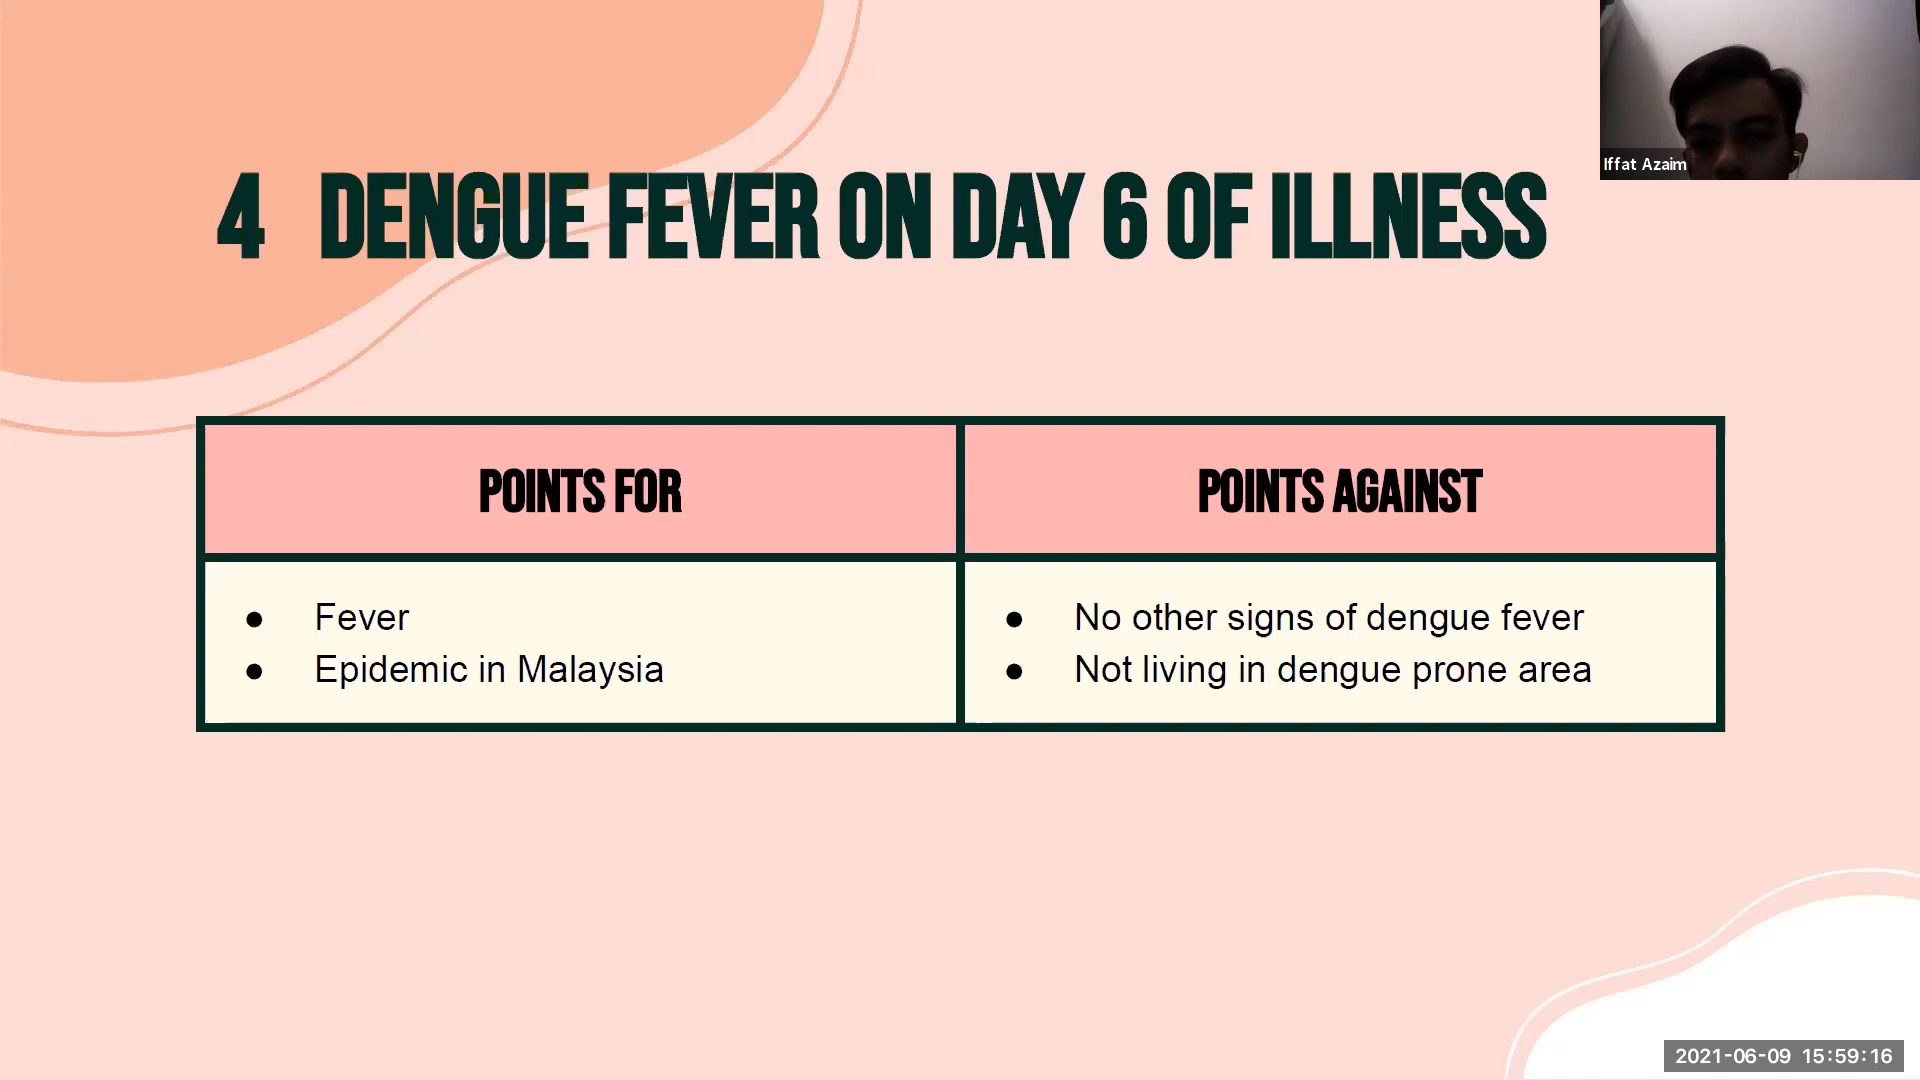 Iffat Azaim
4 DENGUE FEVER ON DAY 6 OF ILLNESS
POINTS FOR
POINTS AGAINST
● Fever
● Epidemic in Malaysia
● No other signs of dengue fever
● Not living in dengue prone area
2021-06-09 15:59:16